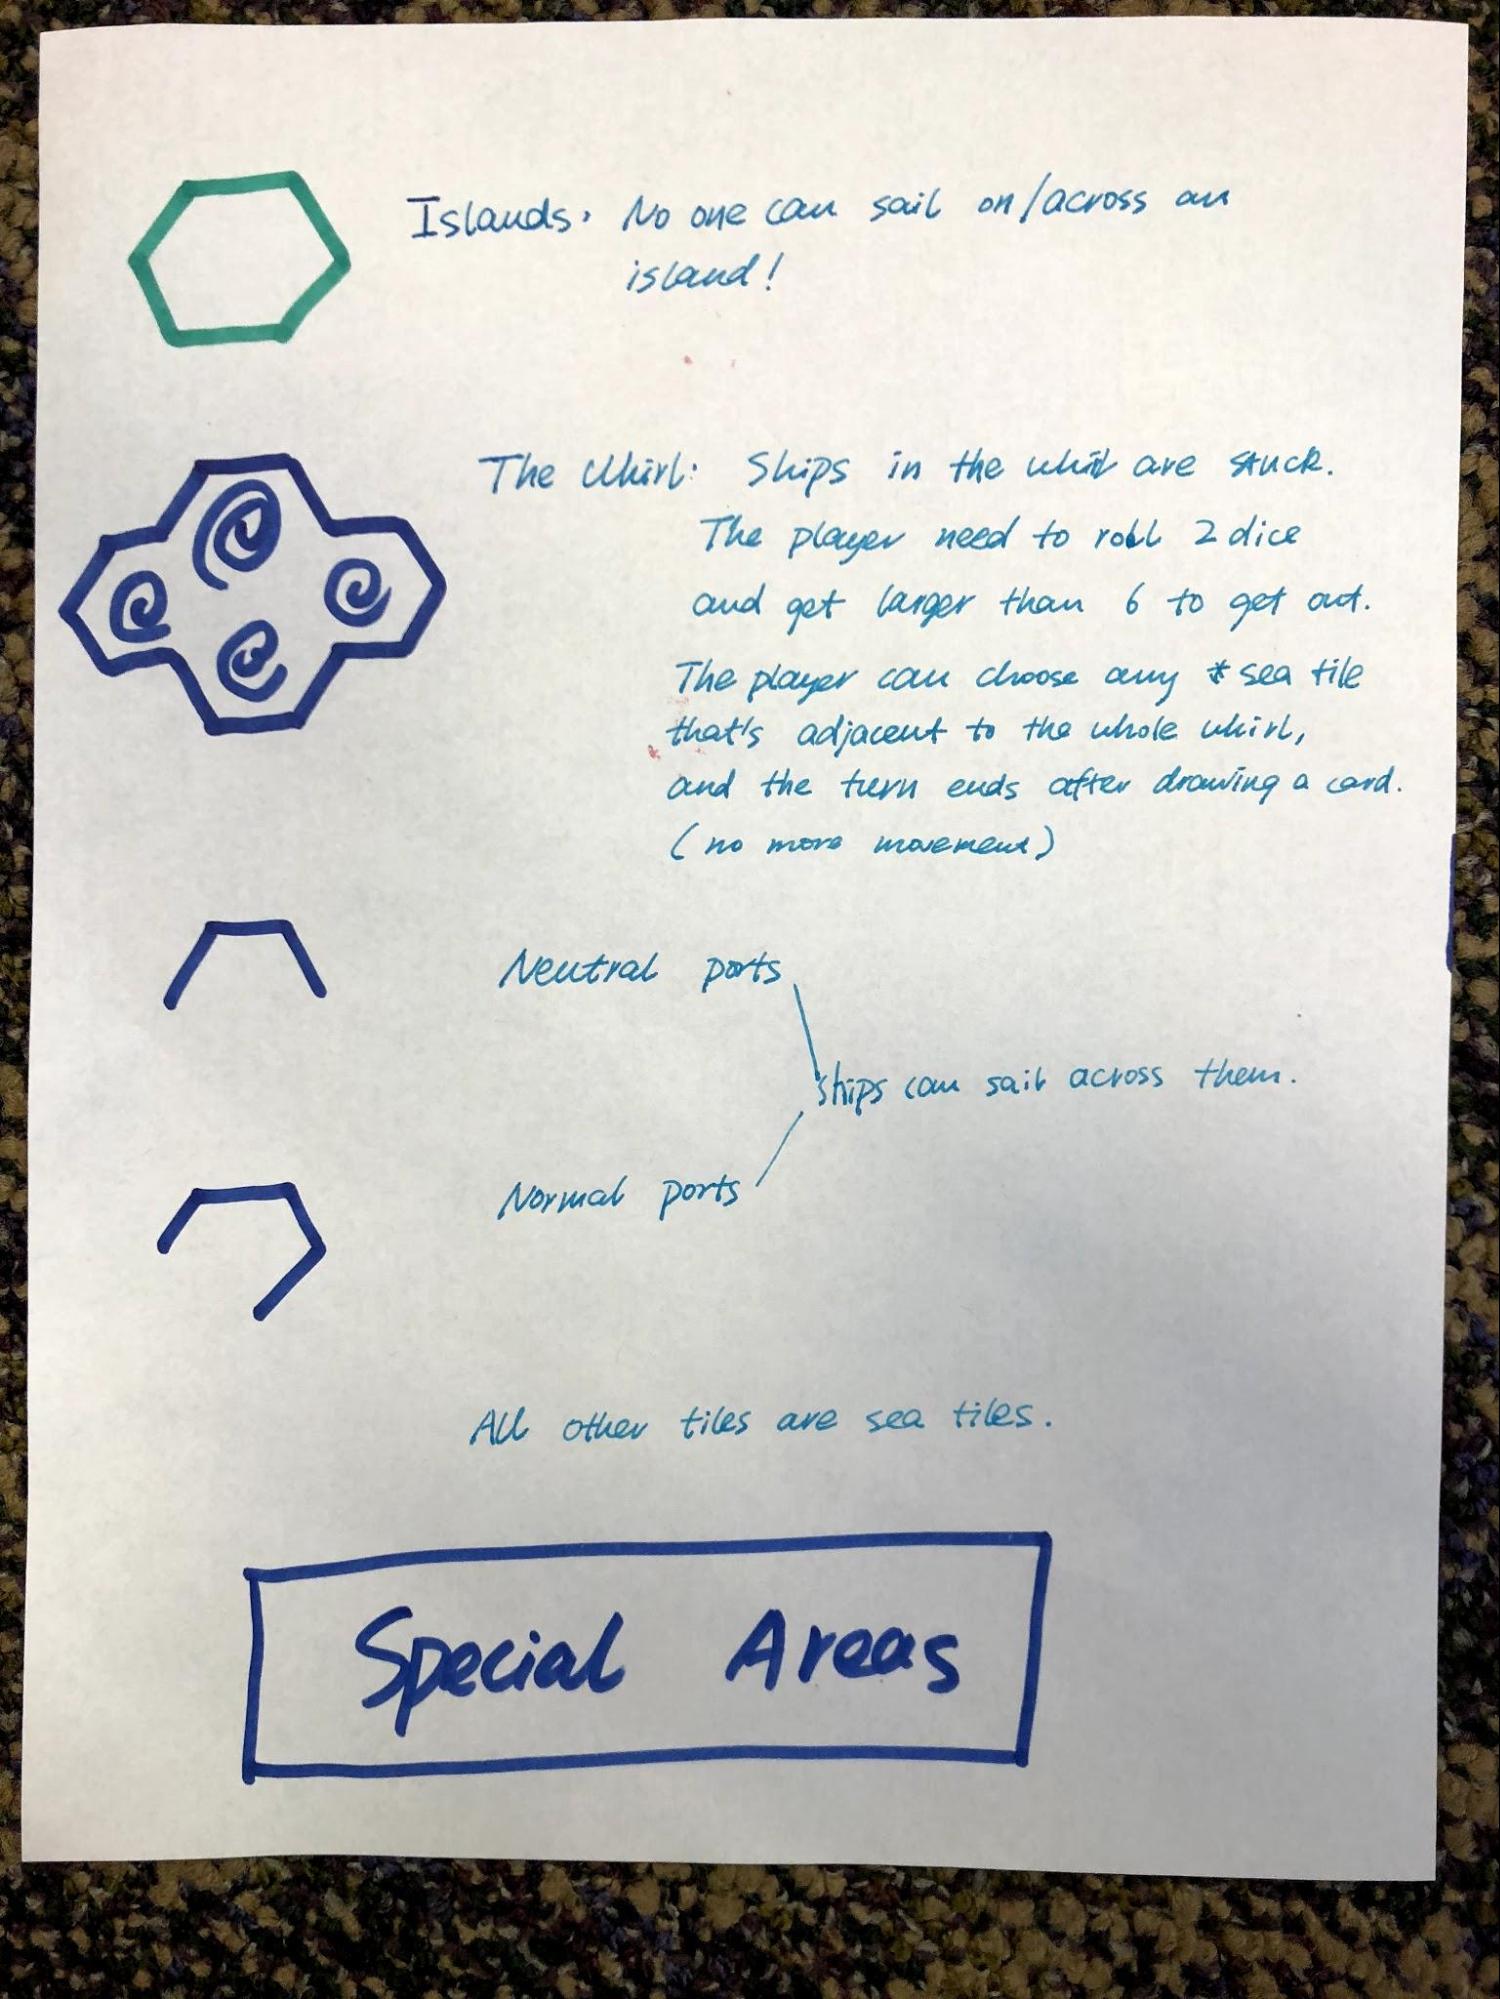 Islands. No one can sail on/across an
island!
The Whirl: Ships in the whirl are stuck.
The player need to roll 2 dice
and get larger than 6 to get out.
The player can choose any * sea tile
that's adjacent to the whole whirl,
and the turn ends after drawing a card.
(no more movement)
Neutral ports
Ships can sail across them.
Normal ports
All other tiles are sea tiles.
Special Areas